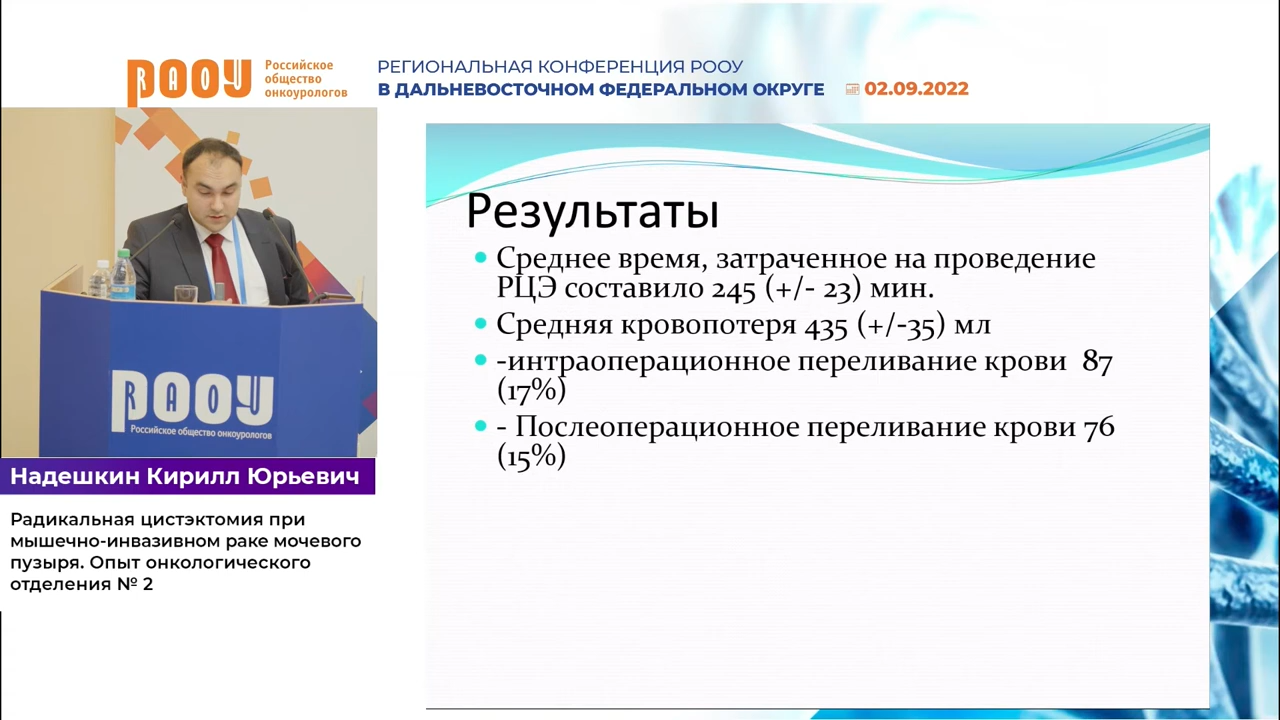 РООУ
Российское
общество
онкоурологов
РЕГИОНАЛЬНАЯ КОНФЕРЕНЦИЯ РООУ
В ДАЛЬНЕВОСТОЧНОМ ФЕДЕРАЛЬНОМ ОКРУГЕ 02.09.2022
РООУ
Российское общество онкоурологов
Надешкин Кирилл Юрьевич
Радикальная цистэктомия при
мышечно-инвазивном раке мочевого
пузыря. Опыт онкологического
отделения № 2
Результаты
Среднее время, затраченное на проведение
РЦЭ составило 245 (+/- 23) мин.
Средняя кровопотеря 435 (+/-35) мл
-интраоперационное переливание крови 87
(17%)
- Послеоперационное переливание крови 76
(15%)